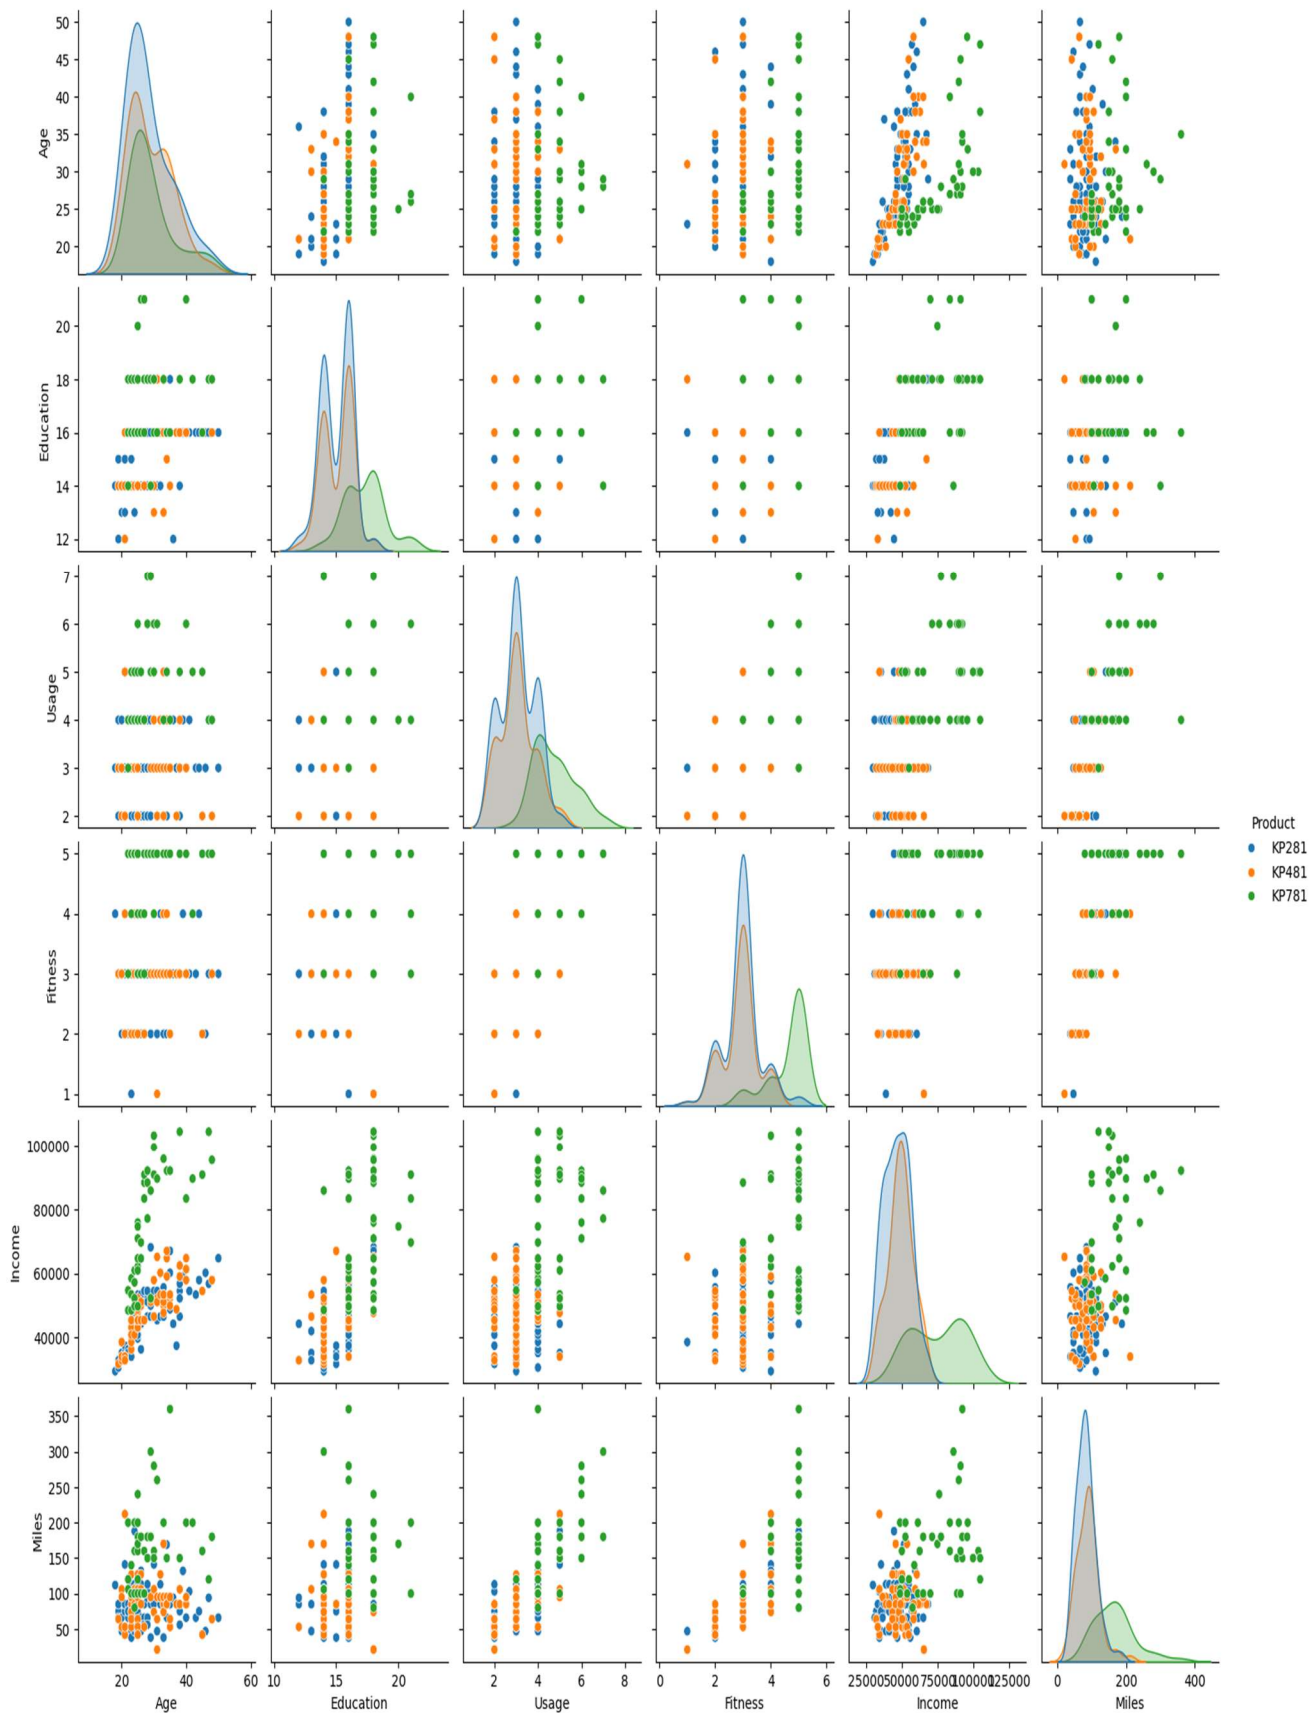 50
45
40
35
30
25
20
Age
20
18
16
14
12
Education
7
6
5
4
3
2
Usage
Product
KP281
KP481
KP781
5
4
3
2
1
Fitness
100000
80000
60000
40000
Income
350
300
250
200
150
100
50
Miles
20 40 60 10 15 20 2 4 6 8 0 2 4 6 25000 50000 75000 100000 125000 0 200 400
Age Education Usage Fitness Income Miles